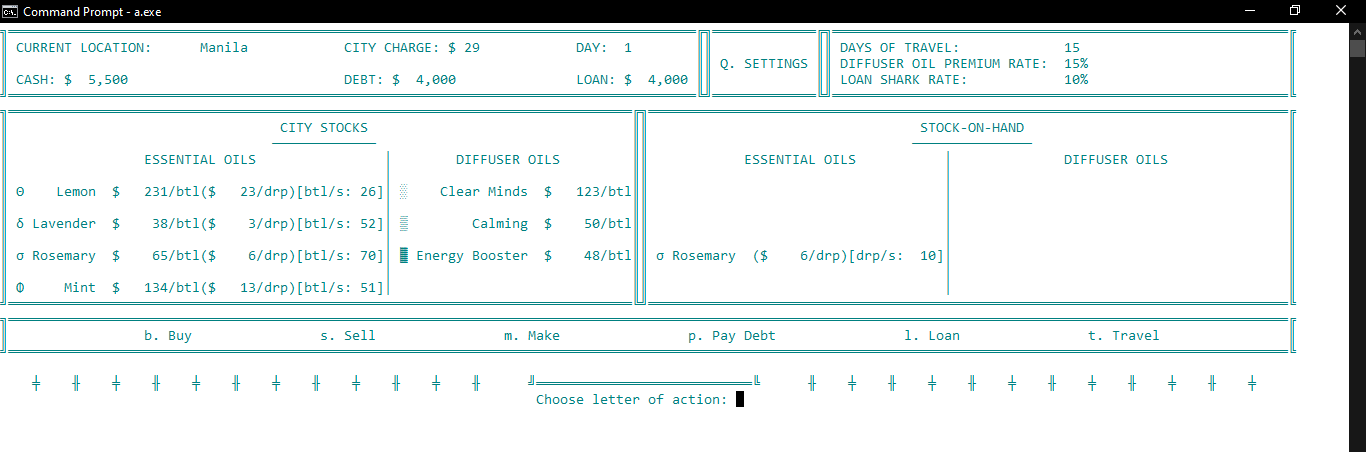 Command Prompt - a.exe
CURRENT LOCATION: Manila CITY CHARGE: $ 29 DAY: 1
CASH: $ 5,500 DEBT: $ 4,000 LOAN: $ 4,000
Q. SETTINGS
DAYS OF TRAVEL: 15
DIFFUSER OIL PREMIUM RATE: 15%
LOAN SHARK RATE: 10%
CITY STOCKS
ESSENTIAL OILS DIFFUSER OILS
Θ Lemon $ 231/btl($ 23/drp)[btl/s: 26] ░ Clear Minds $ 123/btl
δ Lavender $ 38/btl($ 3/drp)[btl/s: 52] ▒ Calming $ 50/btl
σ Rosemary $ 65/btl($ 6/drp)[btl/s: 70] ▓ Energy Booster $ 48/btl
Φ Mint $ 134/btl($ 13/drp)[btl/s: 51]
STOCK-ON-HAND
ESSENTIAL OILS DIFFUSER OILS
σ Rosemary ($ 6/drp)[drp/s: 10]
b. Buy s. Sell m. Make p. Pay Debt l. Loan t. Travel
Choose letter of action: